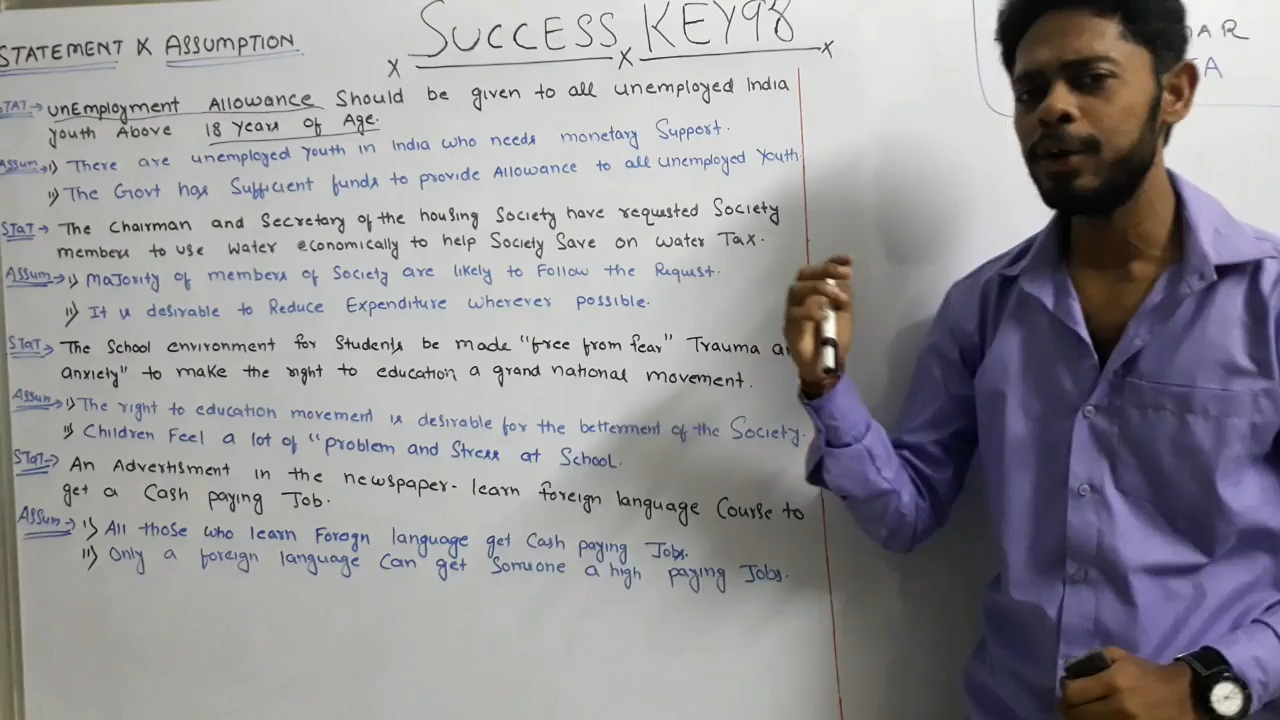 STATEMENT X ASSUMPTION
SUCCESS KEY98
STAT→ UnEmployment Allowance Should be given to all unemployed India
youth Above 18 years of Age.
Assum→ i) There are unemployed youth in India who needs monetary Support.
ii) The Govt has Sufficient funds to provide Allowance to all unemployed youth
STAT→ The Chairman and Secretary of the housing Society have requested Society
members to use water economically to help Society Save on water Tax.
Assum→ i) Majority of members of Society are likely to Follow the Request.
ii) It is desirable to Reduce Expenditure wherever possible.
STAT→ The School environment for Students be made "free from fear" Trauma a
anxiety" to make the right to education a grand national movement.
Assum→ i) The right to education movement is desirable for the betterment of the Society.
ii) Children Feel a lot of "problem and Stress at School.
STAT→ An Advertisment in the newspaper- learn foreign language Course to
get a Cash paying Job.
Assum→ i) All those who learn Foreign language get Cash paying Jobs.
ii) Only a foreign language Can get Someone a high paying Jobs.
AR
TA